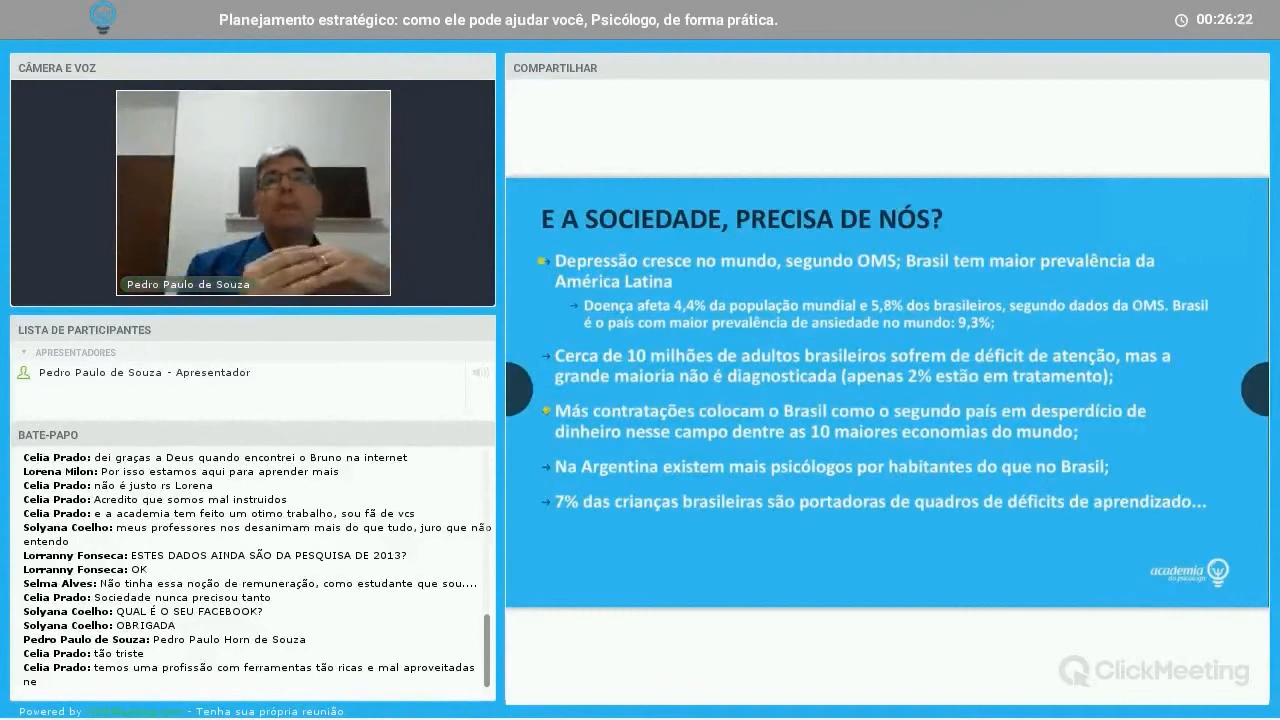 Planejamento estratégico: como ele pode ajudar você, Psicólogo, de forma prática.
00:26:22
CÂMERA E VOZ
Pedro Paulo de Souza
LISTA DE PARTICIPANTES
APRESENTADORES
Pedro Paulo de Souza - Apresentador
BATE-PAPO
Celia Prado: dei graças a Deus quando encontrei o Bruno na internet
Lorena Milon: Por isso estamos aqui para aprender mais
Celia Prado: não é justo rs Lorena
Celia Prado: Acredito que somos mal instruidos
Celia Prado: e a academia tem feito um otimo trabalho, sou fã de vcs
Solyana Coelho: meus professores nos desanimam mais do que tudo, juro que não
entendo
Lorranny Fonseca: ESTES DADOS AINDA SÃO DA PESQUISA DE 2013?
Lorranny Fonseca: OK
Selma Alves: Não tinha essa noção de remuneração, como estudante que sou....
Celia Prado: Sociedade nunca precisou tanto
Solyana Coelho: QUAL É O SEU FACEBOOK?
Solyana Coelho: OBRIGADA
Pedro Paulo de Souza: Pedro Paulo Horn de Souza
Celia Prado: tão triste
Celia Prado: temos uma profissão com ferramentas tão ricas e mal aproveitadas
ne
Powered by ClickMeeting.com - Tenha sua própria reunião
COMPARTILHAR
E A SOCIEDADE, PRECISA DE NÓS?
Depressão cresce no mundo, segundo OMS; Brasil tem maior prevalência da
América Latina
Doença afeta 4,4% da população mundial e 5,8% dos brasileiros, segundo dados da OMS. Brasil
é o país com maior prevalência de ansiedade no mundo: 9,3%;
Cerca de 10 milhões de adultos brasileiros sofrem de déficit de atenção, mas a
grande maioria não é diagnosticada (apenas 2% estão em tratamento);
Más contratações colocam o Brasil como o segundo país em desperdício de
dinheiro nesse campo dentre as 10 maiores economias do mundo;
Na Argentina existem mais psicólogos por habitantes do que no Brasil;
7% das crianças brasileiras são portadoras de quadros de déficits de aprendizado...
academia
do psicólogo
ClickMeeting